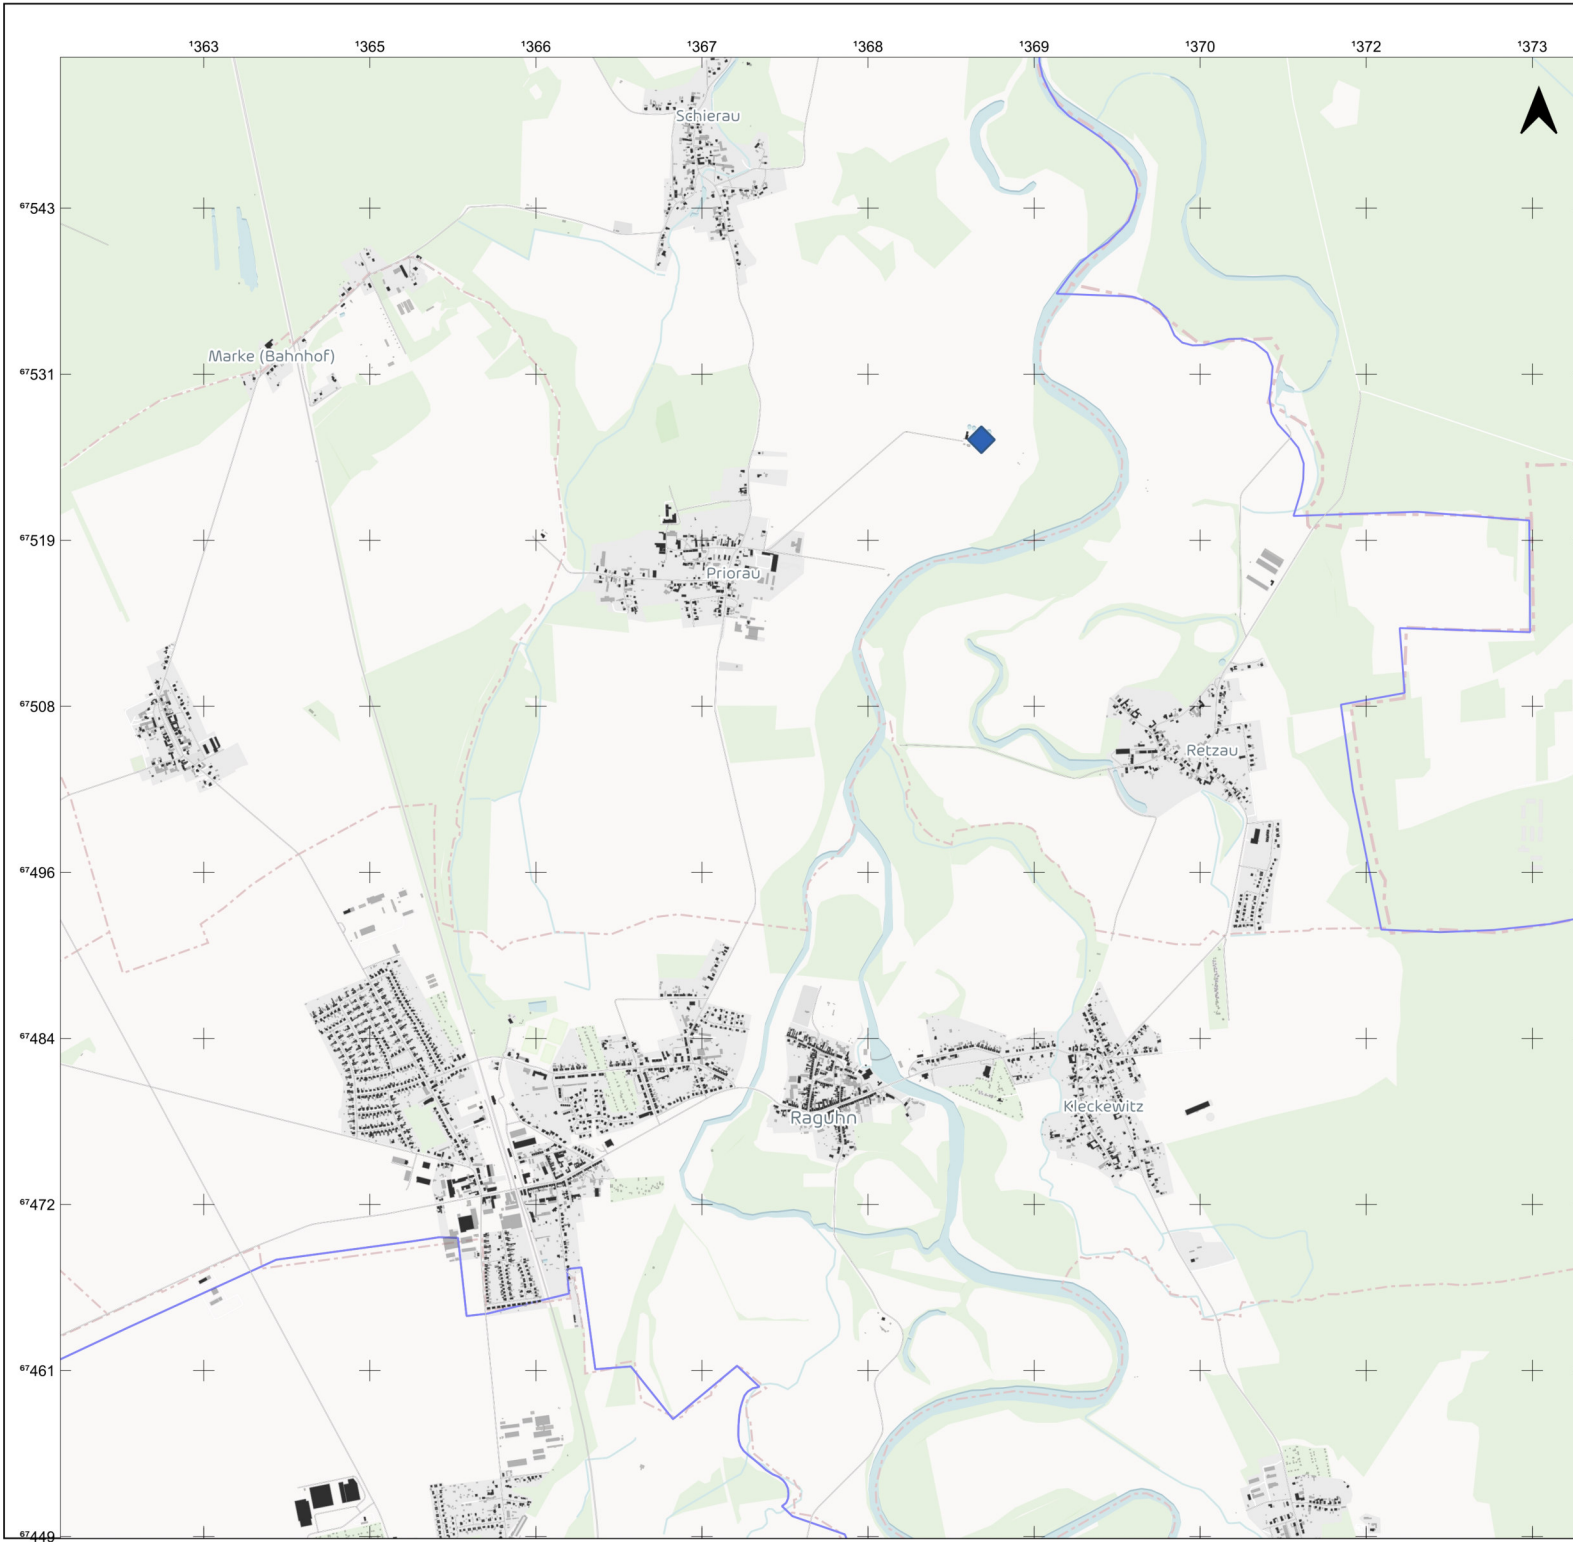 ¹363 ¹365 ¹366 ¹367 ¹368 ¹369 ¹370 ¹372 ¹373
Schierau
⁶⁷543
Marke (Bahnhof)
⁶⁷531
⁶⁷519
Priorau
⁶⁷508
Retzau
⁶⁷496
⁶⁷484
Kleckewitz
Raguhn
⁶⁷472
⁶⁷461
⁶⁷449